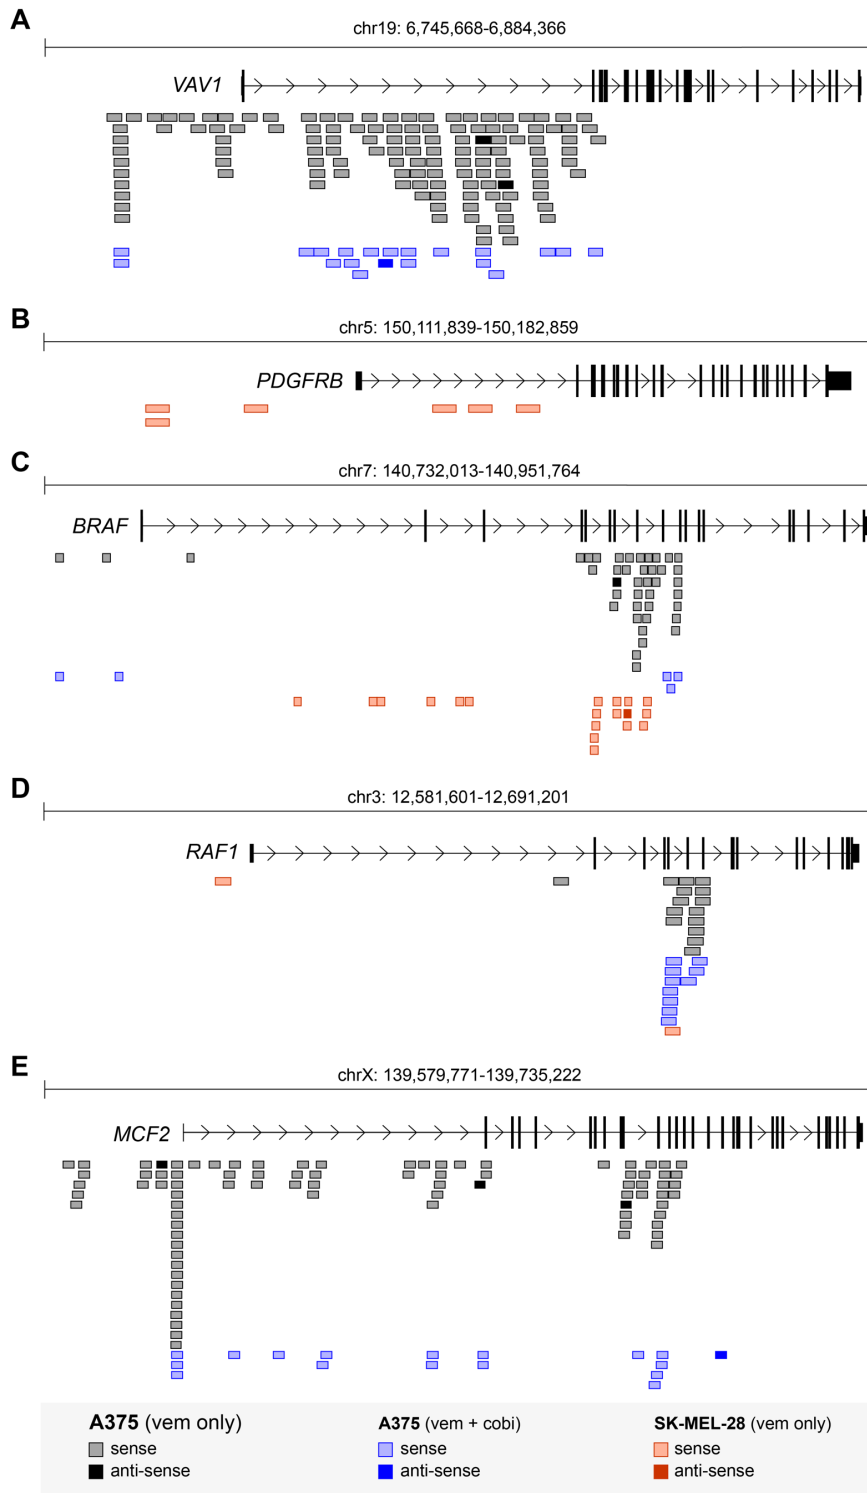 A
chr19: 6,745,668-6,884,366
VAV1
B
chr5: 150,111,839-150,182,859
PDGFRB
C
chr7: 140,732,013-140,951,764
BRAF
D
chr3: 12,581,601-12,691,201
RAF1
E
chrX: 139,579,771-139,735,222
MCF2
A375 (vem only)
sense
anti-sense
A375 (vem + cobi)
sense
anti-sense
SK-MEL-28 (vem only)
sense
anti-sense